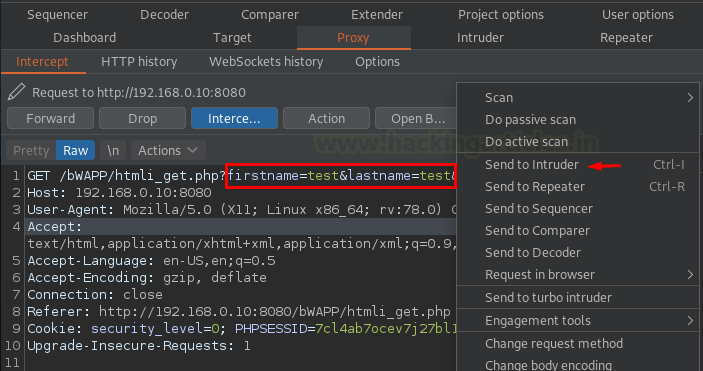 Sequencer Decoder Comparer Extender Project options User options
Dashboard Target Proxy Intruder Repeater
Intercept HTTP history WebSockets history Options
Request to http://192.168.0.10:8080
Forward Drop Interce... Action Open B...
Pretty Raw \n Actions
1 GET /bWAPP/htmli_get.php?firstname=test&lastname=test&
2 Host: 192.168.0.10:8080
3 User-Agent: Mozilla/5.0 (X11; Linux x86_64; rv:78.0)
4 Accept:
text/html,application/xhtml+xml,application/xml;q=0.9,
5 Accept-Language: en-US,en;q=0.5
6 Accept-Encoding: gzip, deflate
7 Connection: close
8 Referer: http://192.168.0.10:8080/bWAPP/htmli_get.php
9 Cookie: security_level=0; PHPSESSID=7cl4ab7ocev7j27bl1
10 Upgrade-Insecure-Requests: 1
11
Scan
Do passive scan
Do active scan
Send to Intruder Ctrl-I
Send to Repeater Ctrl-R
Send to Sequencer
Send to Comparer
Send to Decoder
Request in browser
Send to turbo intruder
Engagement tools
Change request method
Change body encoding
www.hackingarticles.in